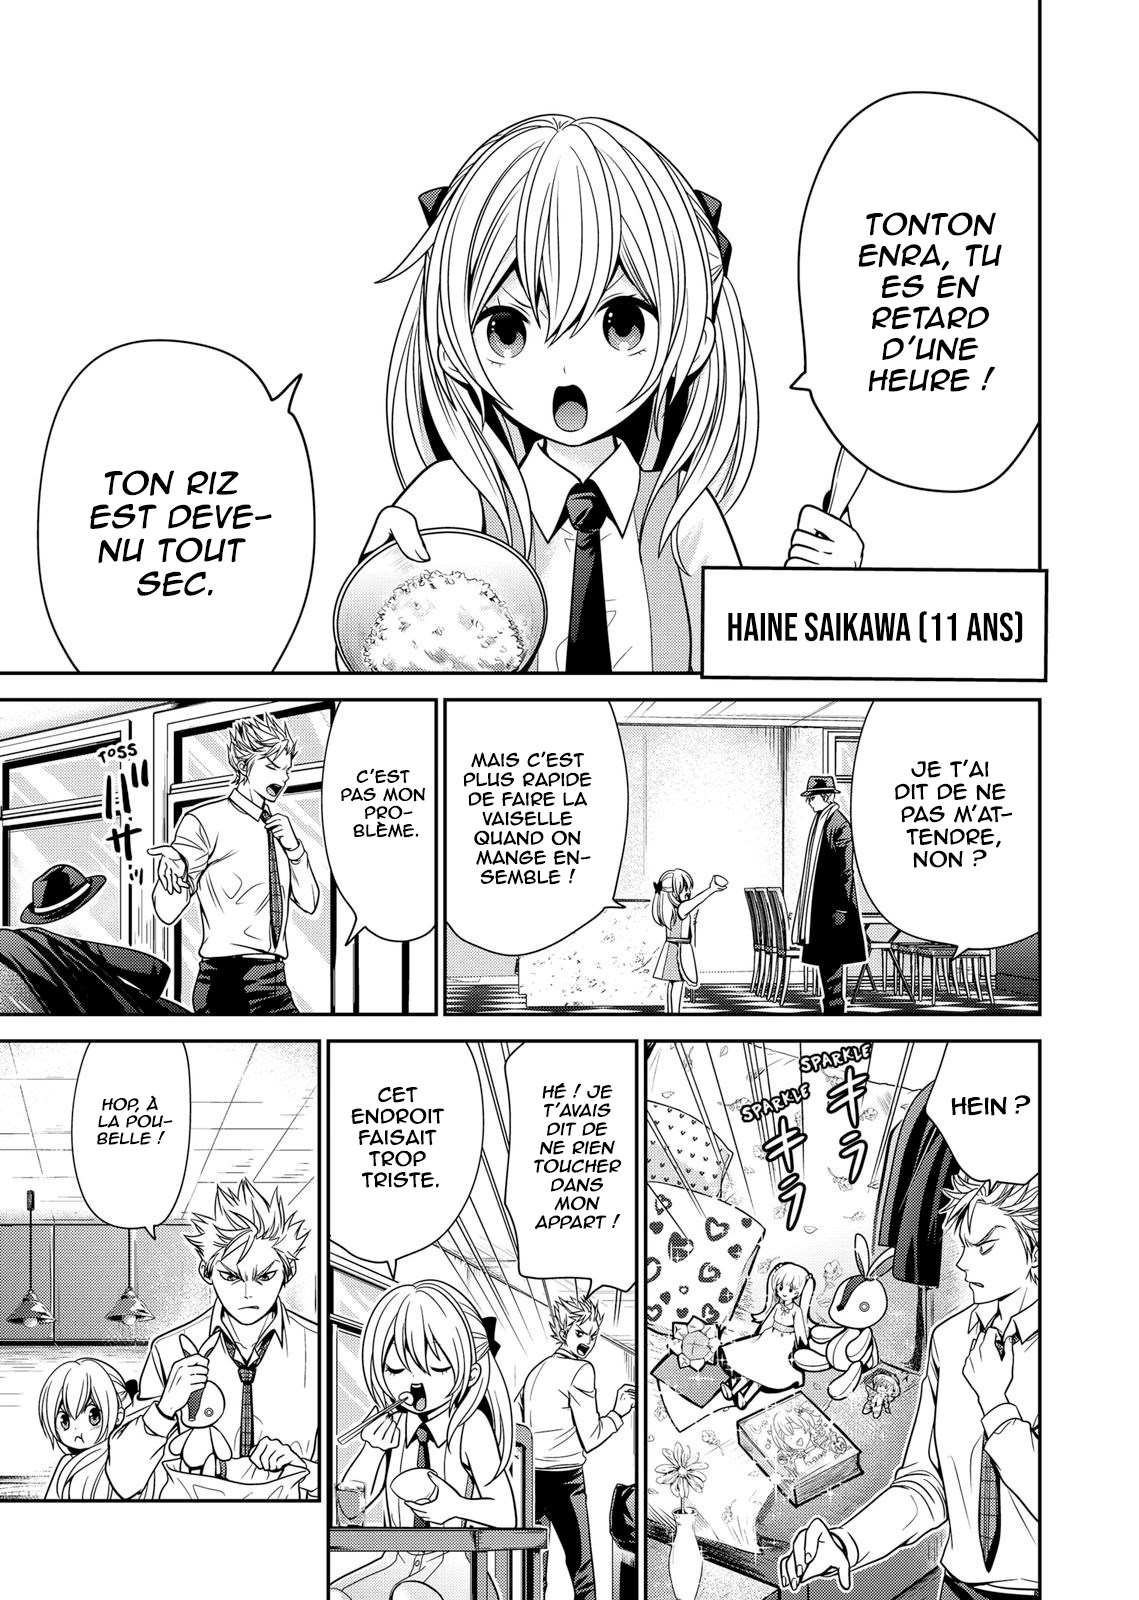 TONTON
ENRA, TU
ES EN
RETARD
D'UNE
HEURE !
TON RIZ
EST DEVE-
NU TOUT
SEC.
HAINE SAIKAWA (11 ANS)
JE T'AI
DIT DE NE
PAS M'AT-
TENDRE,
NON ?
MAIS C'EST
PLUS RAPIDE
DE FAIRE LA
VAISELLE
QUAND ON
MANGE EN-
SEMBLE !
C'EST
PAS MON
PRO-
BLÈME.
TOSS
バサッ
HEIN ?
SPARKLE
SPARKLE
キラ
キラ
HÉ ! JE
T'AVAIS
DIT DE
NE RIEN
TOUCHER
DANS
MON
APPART !
CET
ENDROIT
FAISAIT
TROP
TRISTE.
HOP, À
LA POU-
BELLE !